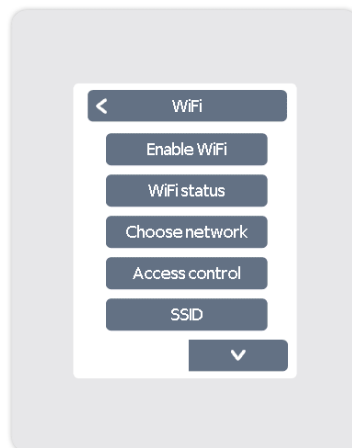 WiFi
Enable WiFi
WiFi status
Choose network
Access control
SSID